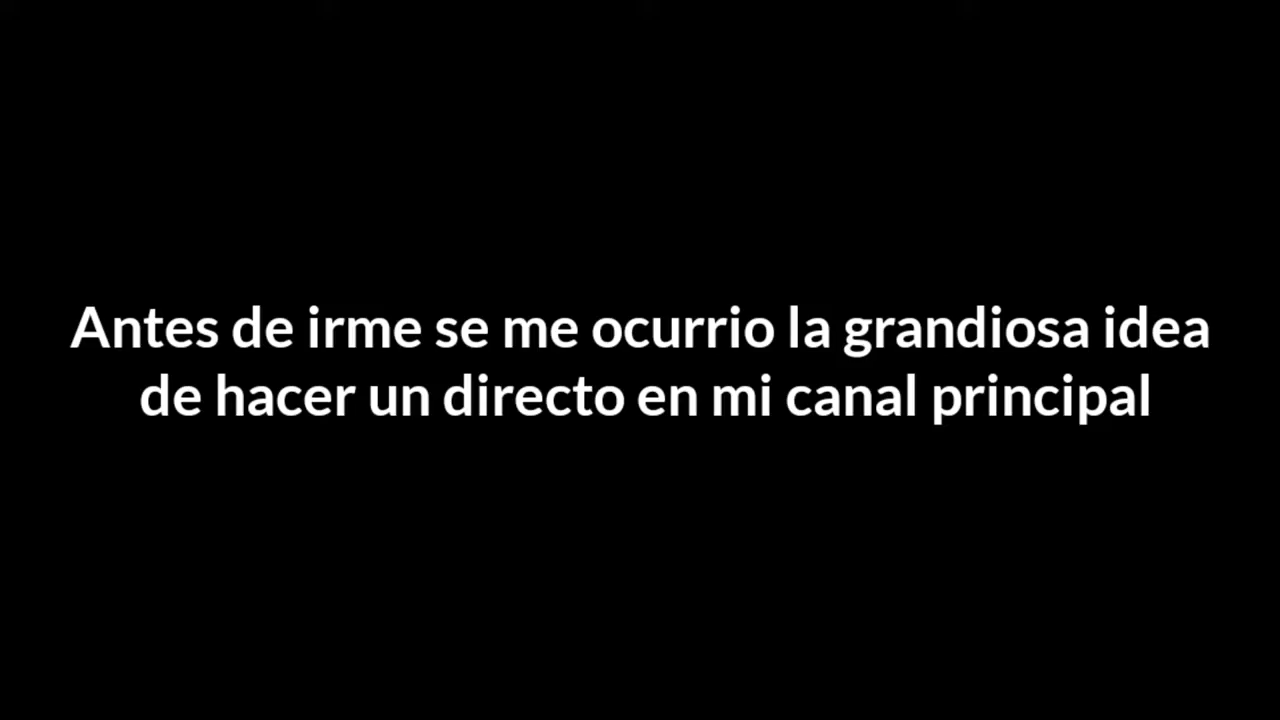 Antes de irme se me ocurrio la grandiosa idea
de hacer un directo en mi canal principal